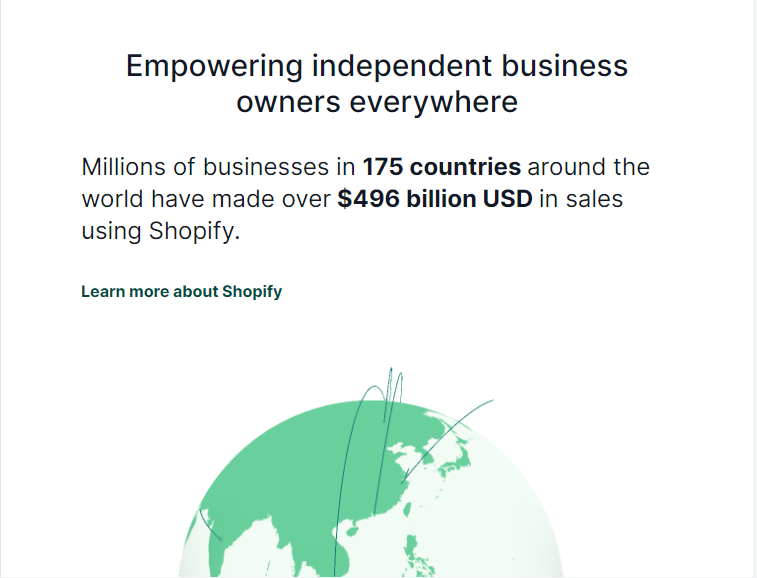 Empowering independent business
owners everywhere
Millions of businesses in 175 countries around the
world have made over $496 billion USD in sales
using Shopify.
Learn more about Shopify